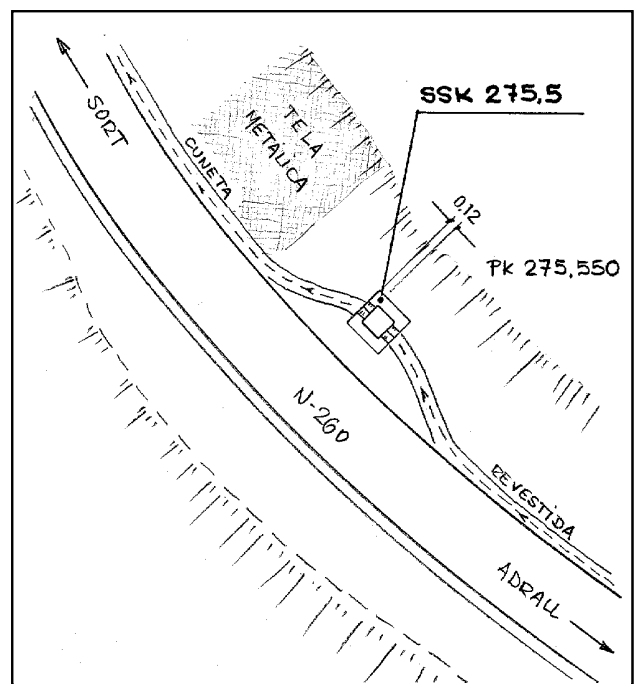 SSK 275,5
SORT
TELA
METALICA
CUNETA
0,12
PK 275,550
N-260
REVESTIDA
ADRALL